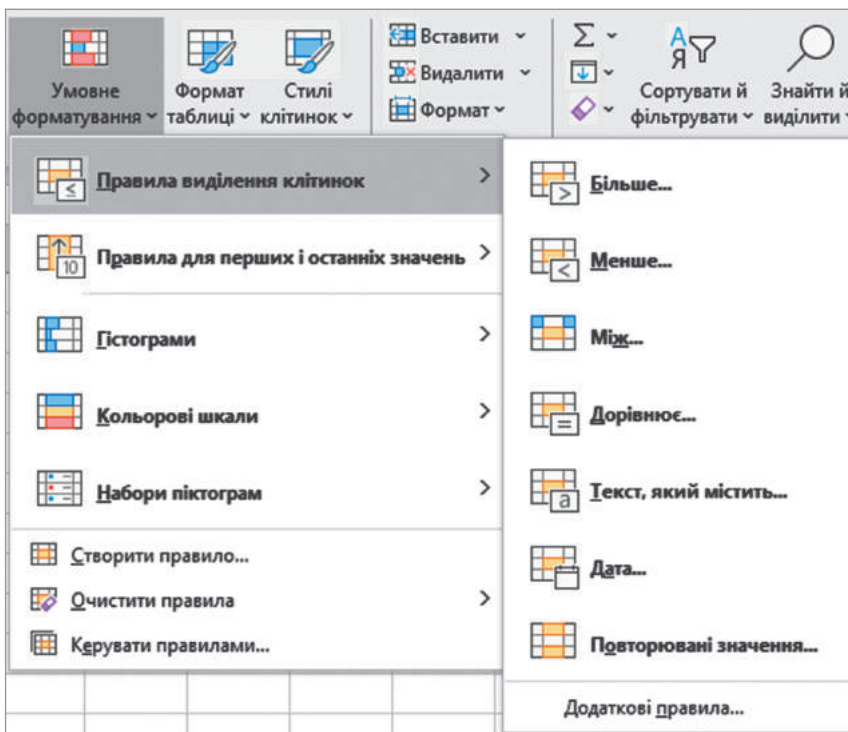 Умовне форматування
Формат таблиці
Стилі клітинок
Вставити
Видалити
Формат
Σ
А
Я
Сортувати й фільтрувати
Знайти й виділити
≤
Правила виділення клітинок
10
Правила для перших і останніх значень
Гістограми
Кольорові шкали
Набори піктограм
Створити правило...
Очистити правила
Керувати правилами...
>
Більше...
<
Менше...
Між...
=
Дорівнює...
a
Текст, який містить...
Дата...
Повторювані значення...
Додаткові правила...